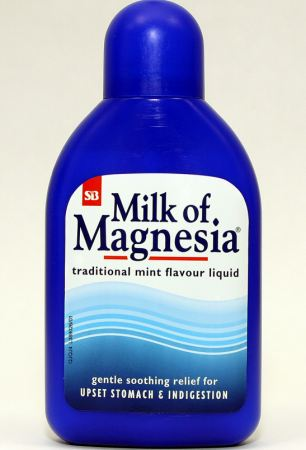 SB
Milk of
Magnesia®
traditional mint flavour liquid
gentle soothing relief for
UPSET STOMACH & INDIGESTION